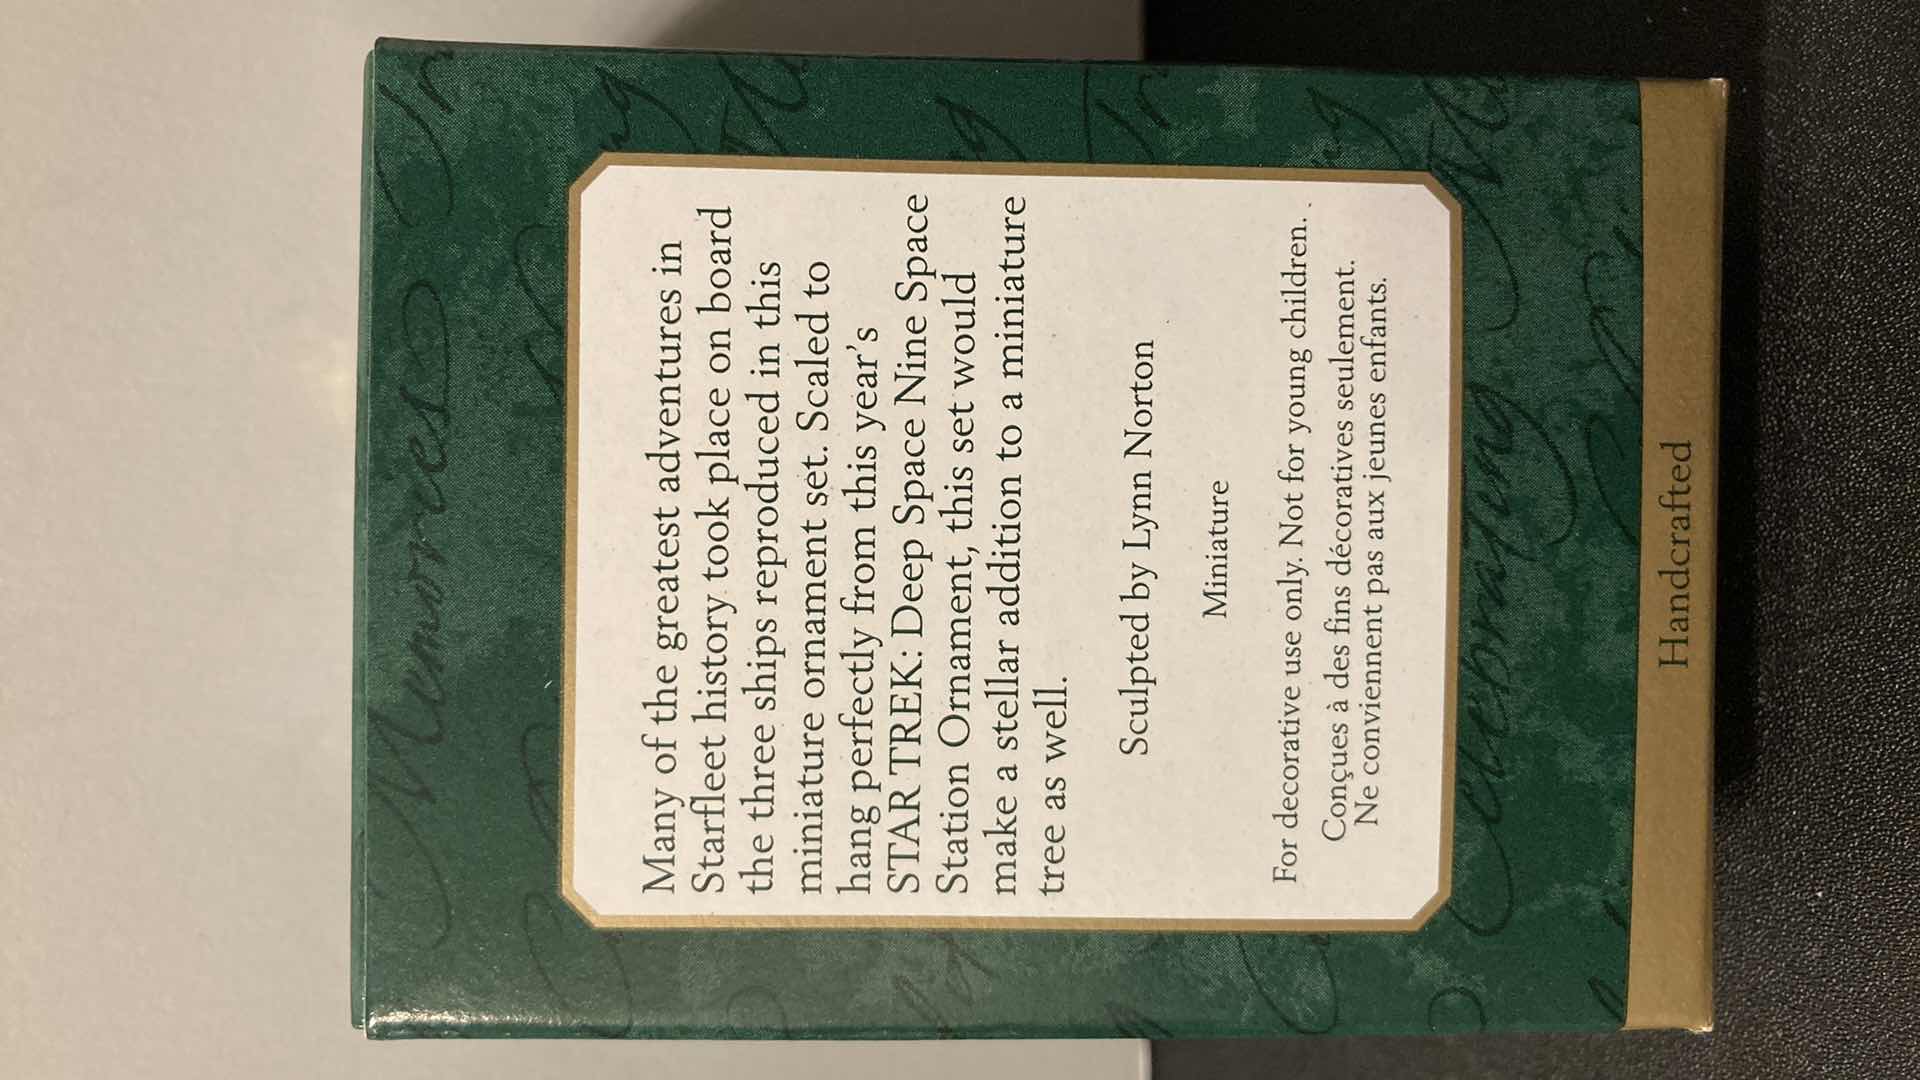 Memories
Many of the greatest adventures in
Starfleet history took place on board
the three ships reproduced in this
miniature ornament set. Scaled to
hang perfectly from this year's
STAR TREK: Deep Space Nine Space
Station Ornament, this set would
make a stellar addition to a miniature
tree as well.
Sculpted by Lynn Norton
Miniature
For decorative use only. Not for young children.
Conçues à des fins décoratives seulement.
Ne conviennent pas aux jeunes enfants.
Celebrating
Handcrafted